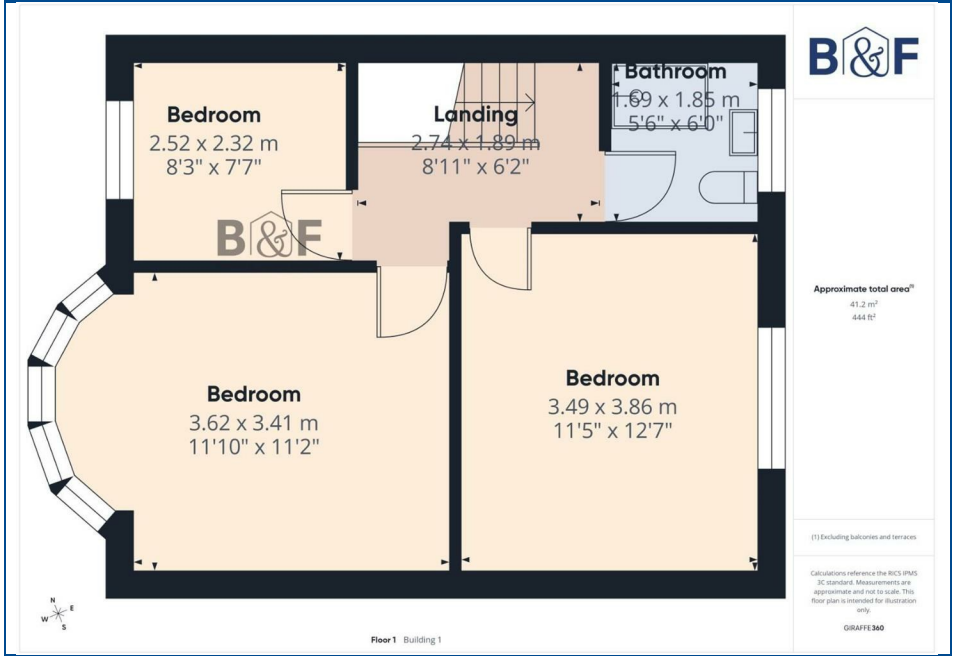 B&F
Bedroom
2.52 x 2.32 m
8'3" x 7'7"
Landing
2.74 x 1.89 m
8'11" x 6'2"
Bathroom
1.69 x 1.85 m
5'6" x 6'0"
B&F
Bedroom
3.62 x 3.41 m
11'10" x 11'2"
Bedroom
3.49 x 3.86 m
11'5" x 12'7"
Approximate total area(1)
41.2 m²
444 ft²
(1) Excluding balconies and terraces
Calculations reference the RICS IPMS
3C standard. Measurements are
approximate and not to scale. This
floor plan is intended for illustration
only.
GIRAFFE360
N
E
W
S
Floor 1 Building 1